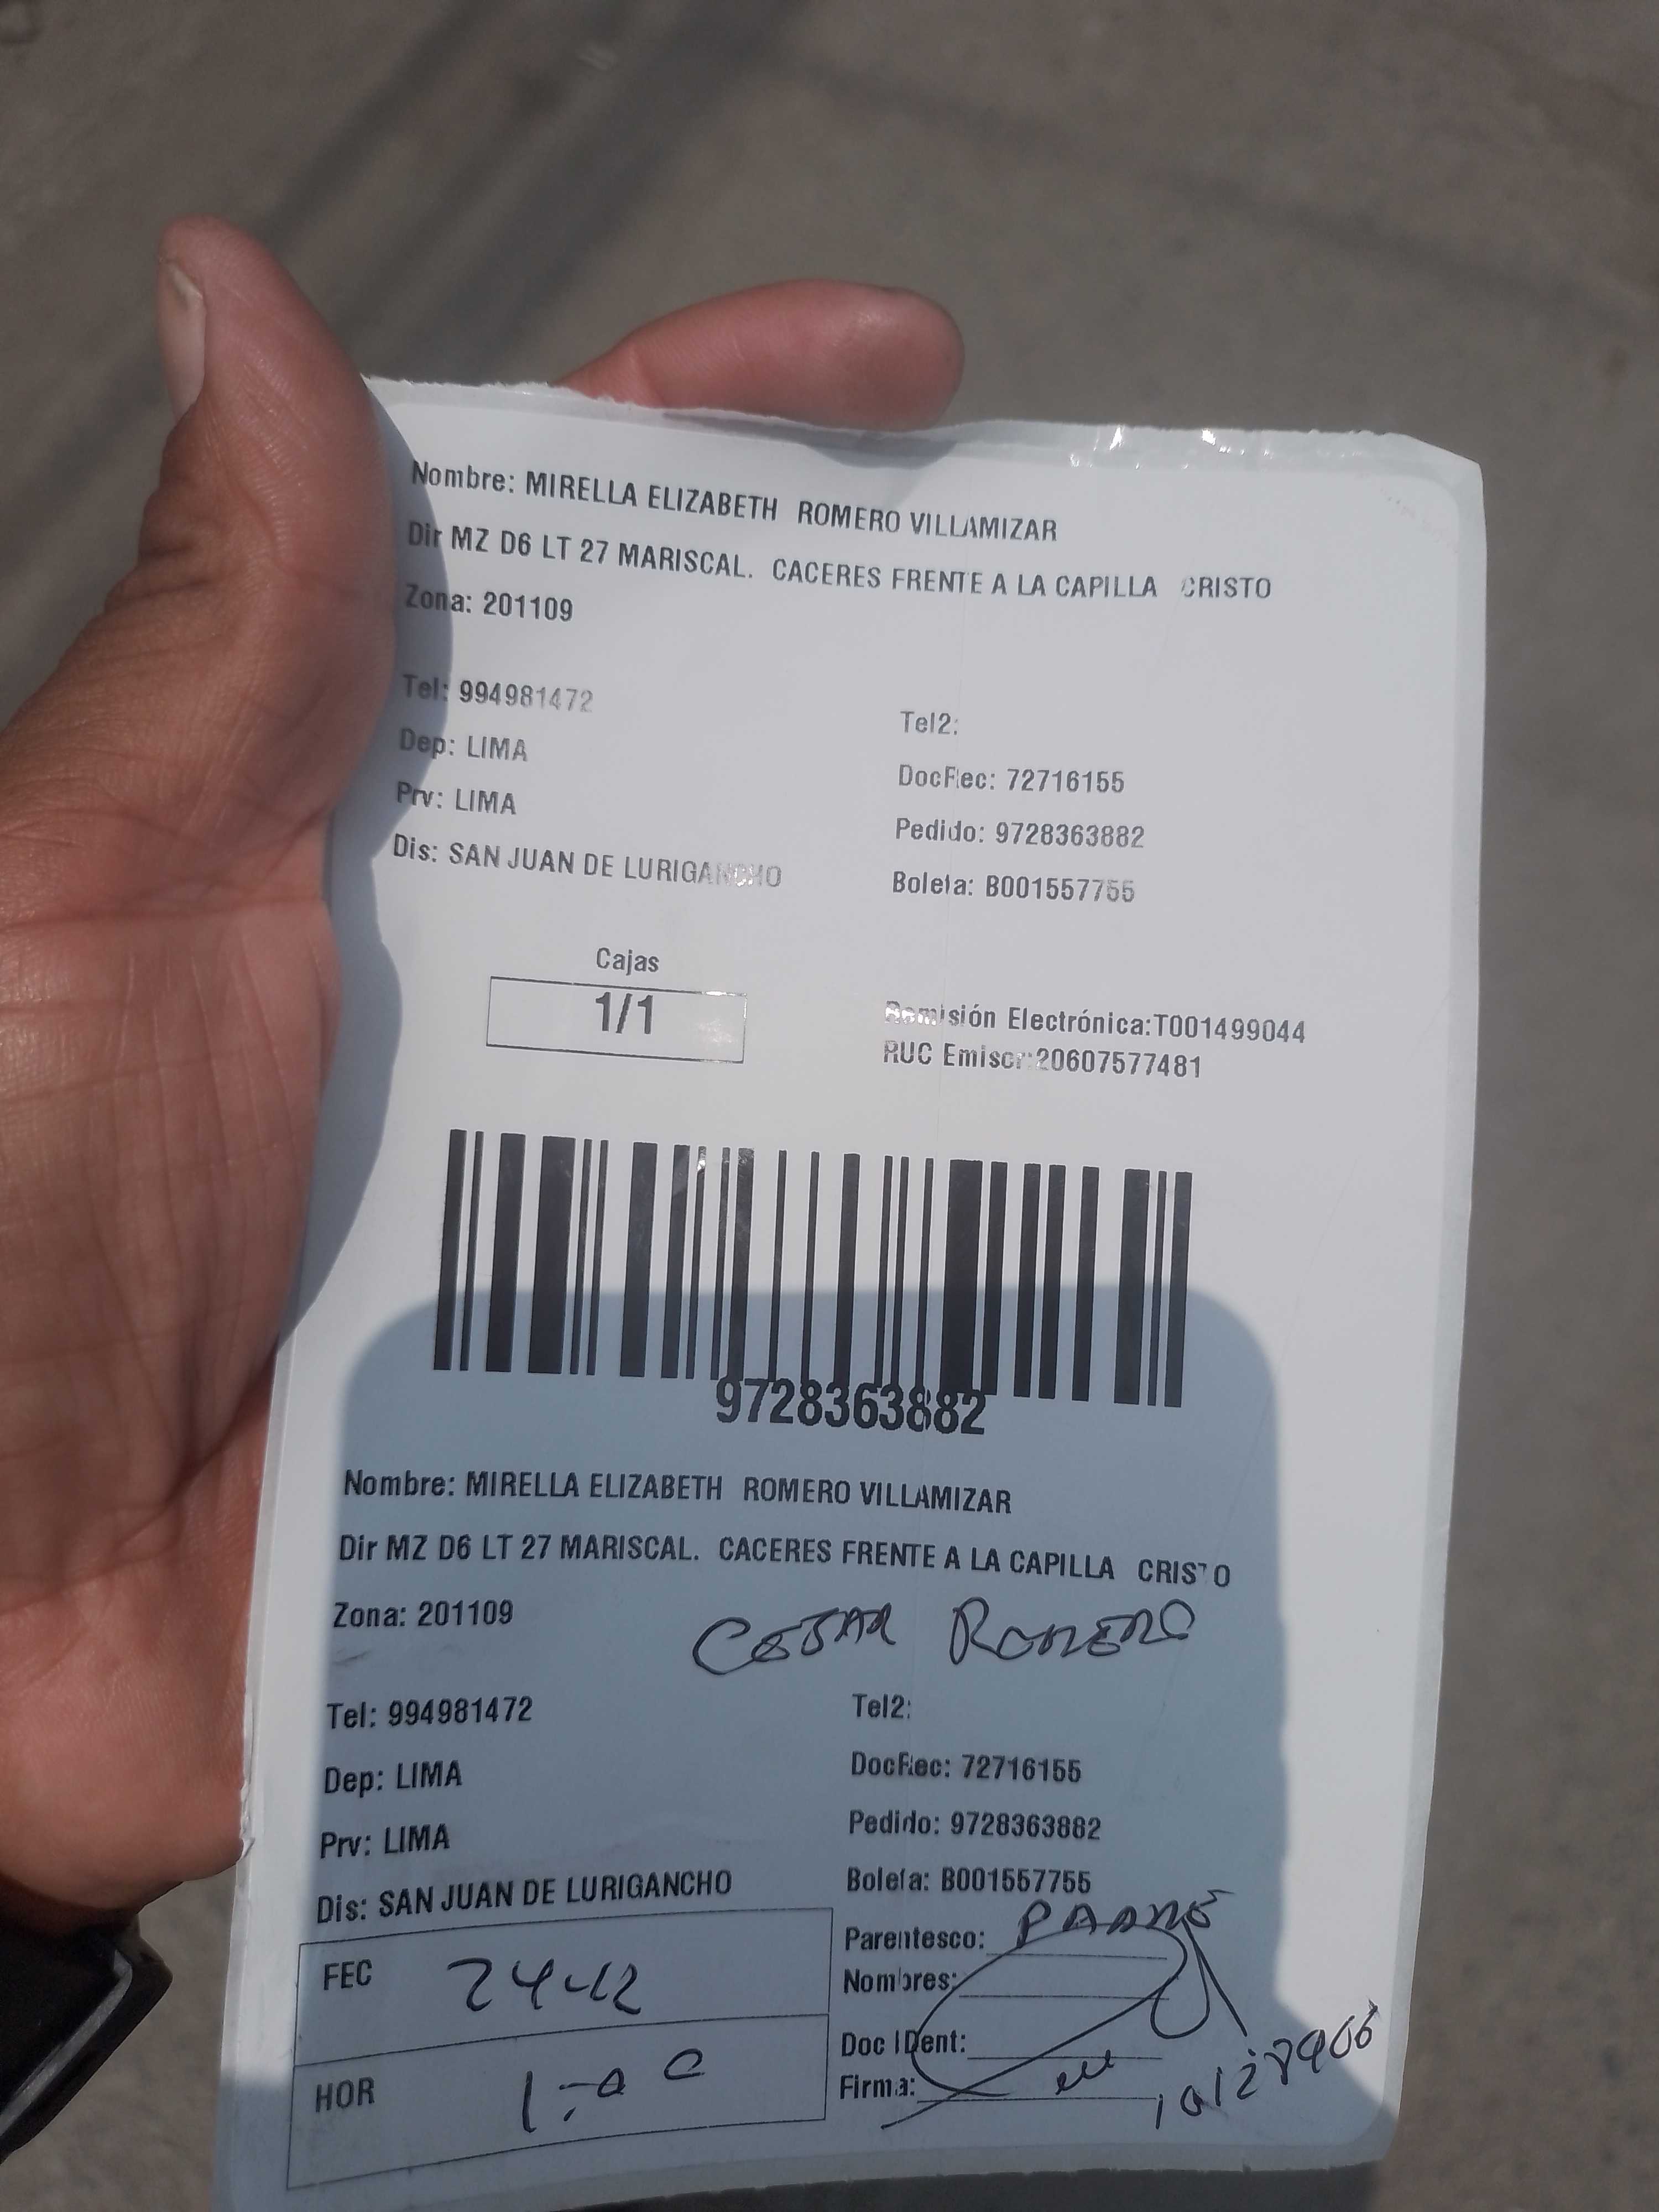 Nombre: MIRELLA ELIZABETH ROMERO VILLAMIZAR
Dir MZ D6 LT 27 MARISCAL. CACERES FRENTE A LA CAPILLA CRISTO
Zona: 201109
Tel: 994981472
Tel2:
Dep: LIMA
DocRec: 72716155
Prv: LIMA
Pedido: 9728363882
Dis: SAN JUAN DE LURIGANCHO
Boleta: B001557755
Cajas
1/1
Remisión Electrónica:T001499044
RUC Emisor:20607577481
9728363882
Nombre: MIRELLA ELIZABETH ROMERO VILLAMIZAR
Dir MZ D6 LT 27 MARISCAL. CACERES FRENTE A LA CAPILLA CRISTO
Zona: 201109
CESAR ROMERO
Tel: 994981472
Tel2:
Dep: LIMA
DocRec: 72716155
Prv: LIMA
Pedido: 9728363882
Dis: SAN JUAN DE LURIGANCHO
Boleta: B001557755
FEC 24-12
Parentesco: PADRE
Nombres:
HOR 1:00
Doc IDent:
Firma: